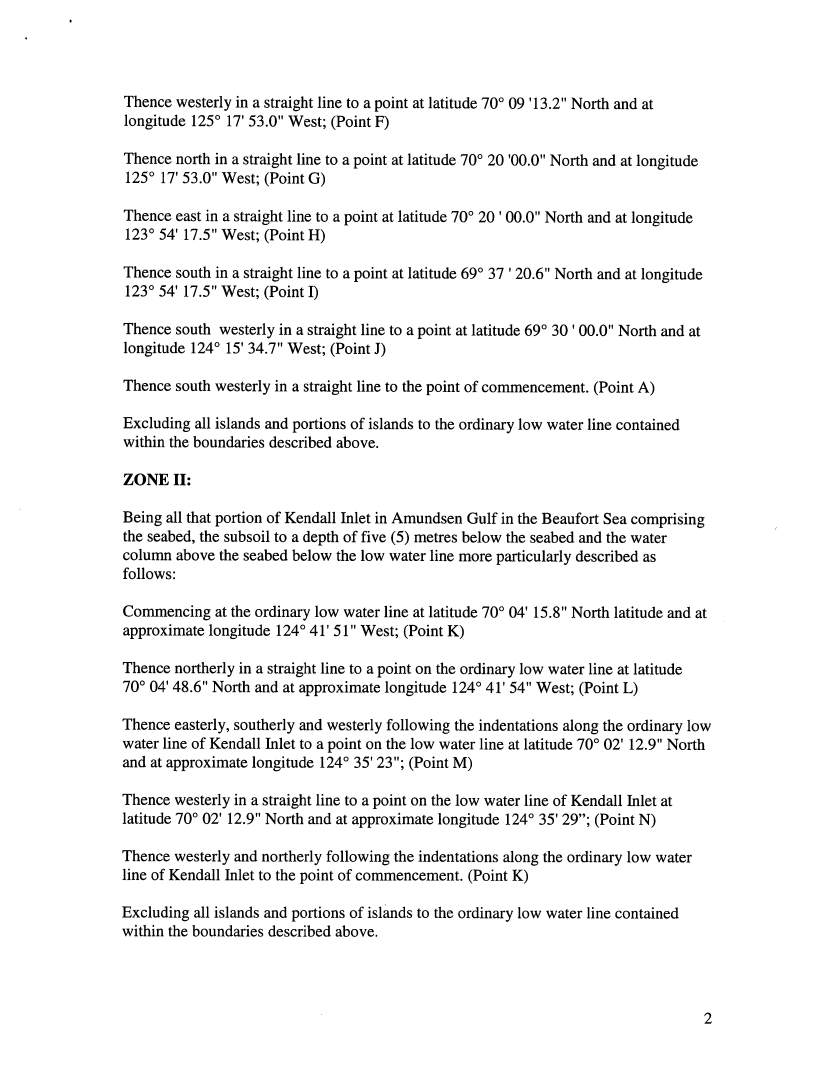 Thence westerly in a straight line to a point at latitude 70° 09 '13.2" North and at
longitude 125° 17' 53.0" West; (Point F)
Thence north in a straight line to a point at latitude 70° 20 '00.0" North and at longitude
125° 17' 53.0" West; (Point G)
Thence east in a straight line to a point at latitude 70° 20 ' 00.0" North and at longitude
123° 54' 17.5" West; (Point H)
Thence south in a straight line to a point at latitude 69° 37 ' 20.6" North and at longitude
123° 54' 17.5" West; (Point I)
Thence south  westerly in a straight line to a point at latitude 69° 30 ' 00.0" North and at
longitude 124° 15' 34.7" West; (Point J)
Thence south westerly in a straight line to the point of commencement. (Point A)
Excluding all islands and portions of islands to the ordinary low water line contained
within the boundaries described above.
ZONE II:
Being all that portion of Kendall Inlet in Amundsen Gulf in the Beaufort Sea comprising
the seabed, the subsoil to a depth of five (5) metres below the seabed and the water
column above the seabed below the low water line more particularly described as
follows:
Commencing at the ordinary low water line at latitude 70° 04' 15.8" North latitude and at
approximate longitude 124° 41' 51" West; (Point K)
Thence northerly in a straight line to a point on the ordinary low water line at latitude
70° 04' 48.6" North and at approximate longitude 124° 41' 54" West; (Point L)
Thence easterly, southerly and westerly following the indentations along the ordinary low
water line of Kendall Inlet to a point on the low water line at latitude 70° 02' 12.9" North
and at approximate longitude 124° 35' 23"; (Point M)
Thence westerly in a straight line to a point on the low water line of Kendall Inlet at
latitude 70° 02' 12.9" North and at approximate longitude 124° 35' 29”; (Point N)
Thence westerly and northerly following the indentations along the ordinary low water
line of Kendall Inlet to the point of commencement. (Point K)
Excluding all islands and portions of islands to the ordinary low water line contained
within the boundaries described above.
2